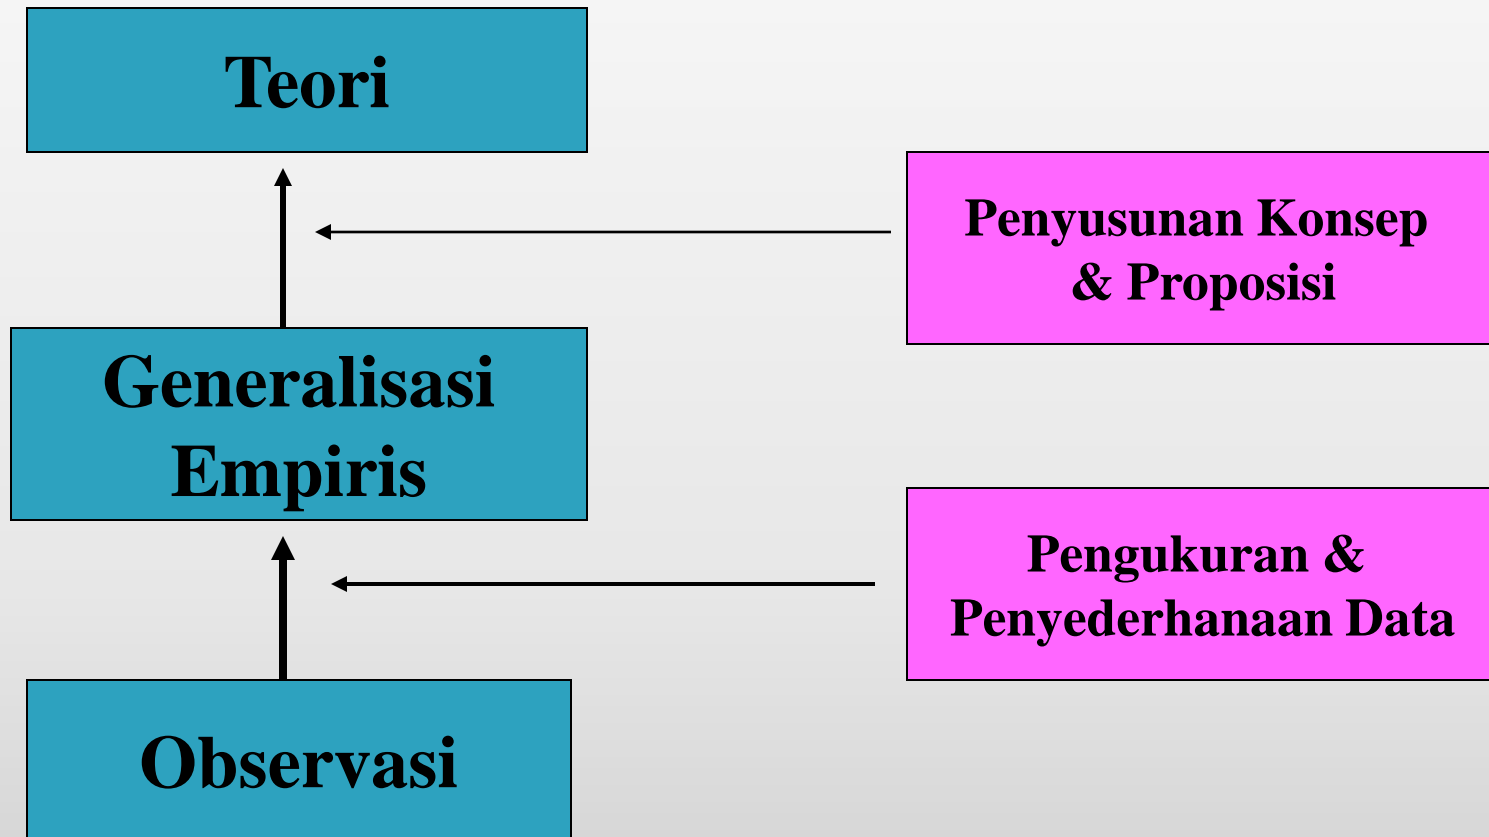 Teori
Penyusunan Konsep
& Proposisi
Generalisasi
Empiris
Pengukuran &
Penyederhanaan Data
Observasi